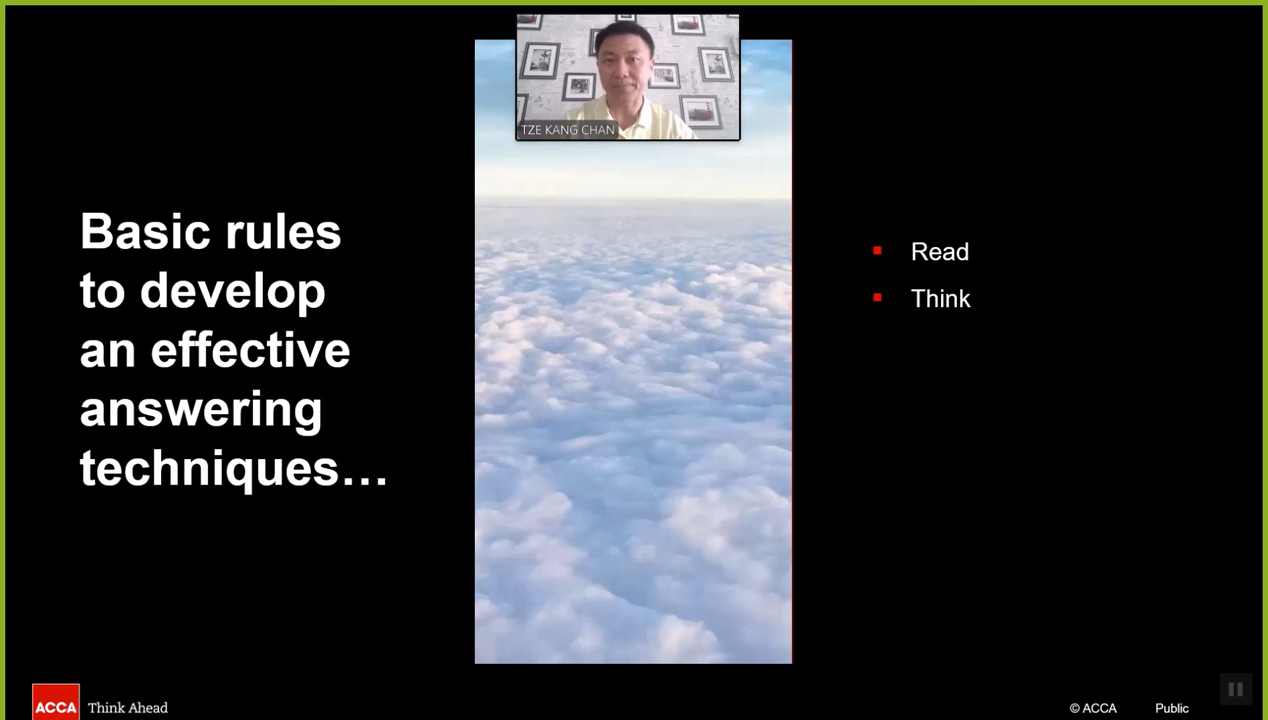 TZE KANG CHAN
Basic rules
to develop
an effective
answering
techniques…
Read
Think
ACCA
Think Ahead
© ACCA
Public